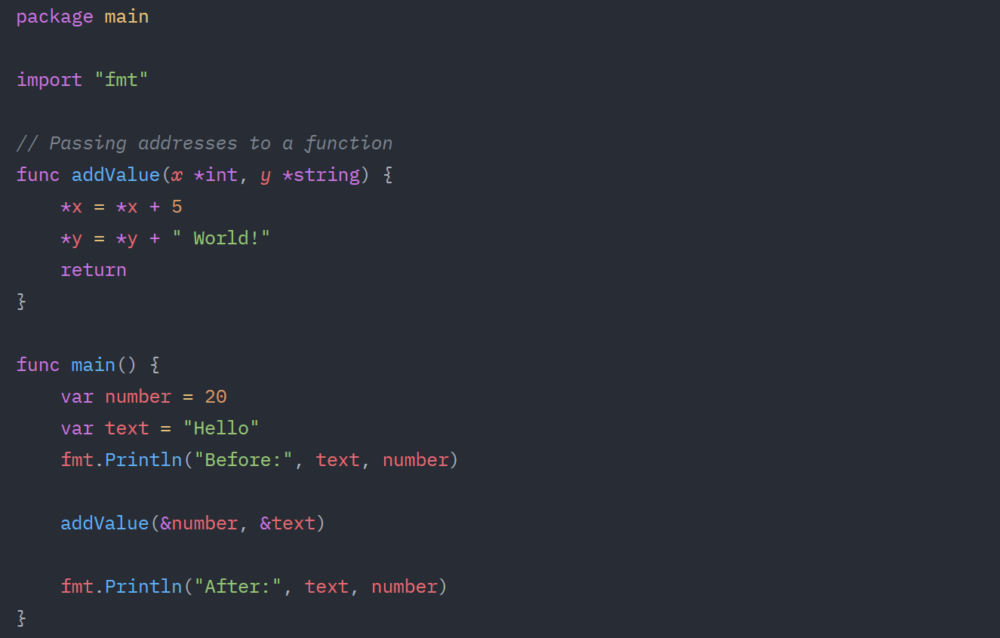 package main
import "fmt"
// Passing addresses to a function
func addValue(x *int, y *string) {
    *x = *x + 5
    *y = *y + " World!"
    return
}
func main() {
    var number = 20
    var text = "Hello"
    fmt.Println("Before:", text, number)
    addValue(&number, &text)
    fmt.Println("After:", text, number)
}